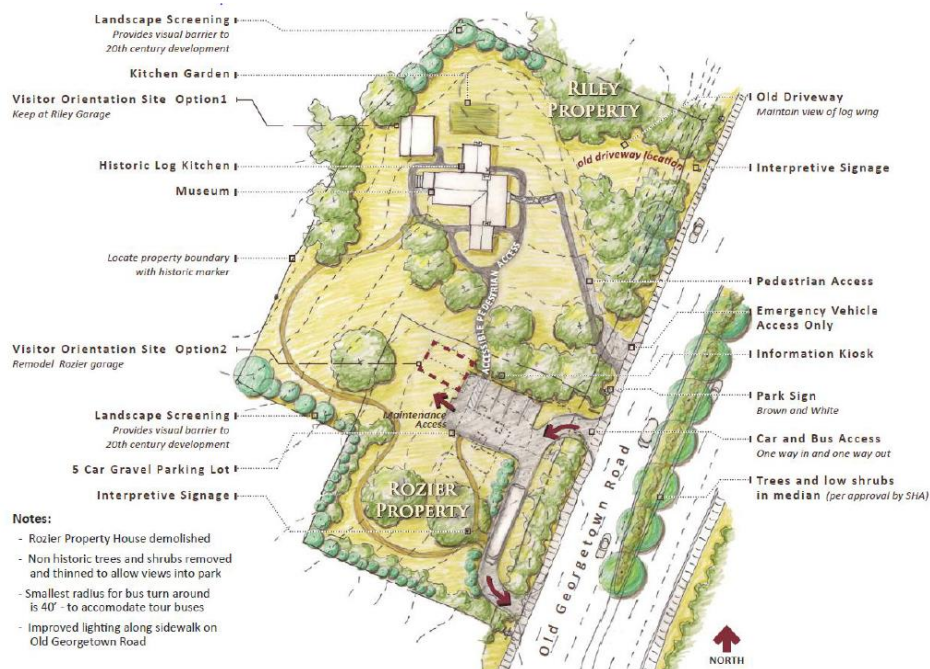 Landscape Screening
Provides visual barrier to
20th century development
Kitchen Garden
Visitor Orientation Site Option1
Keep at Riley Garage
Historic Log Kitchen
Museum
Locate property boundary
with historic marker
Visitor Orientation Site Option2
Remodel Rozier garage
Landscape Screening
Provides visual barrier to
20th century development
5 Car Gravel Parking Lot
Interpretive Signage
Notes:
- Rozier Property House demolished
- Non historic trees and shrubs removed
and thinned to allow views into park
- Smallest radius for bus turn around
is 40' - to accomodate tour buses
- Improved lighting along sidewalk on
Old Georgetown Road
RILEY
PROPERTY
old driveway location
ACCESSIBLE PEDESTRIAN ACCESS
Maintenance
Access
ROZIER
PROPERTY
Old Georgetown Road
Old Driveway
Maintain view of log wing
Interpretive Signage
Pedestrian Access
Emergency Vehicle
Access Only
Information Kiosk
Park Sign
Brown and White
Car and Bus Access
One way in and one way out
Trees and low shrubs
in median (per approval by SHA)
NORTH